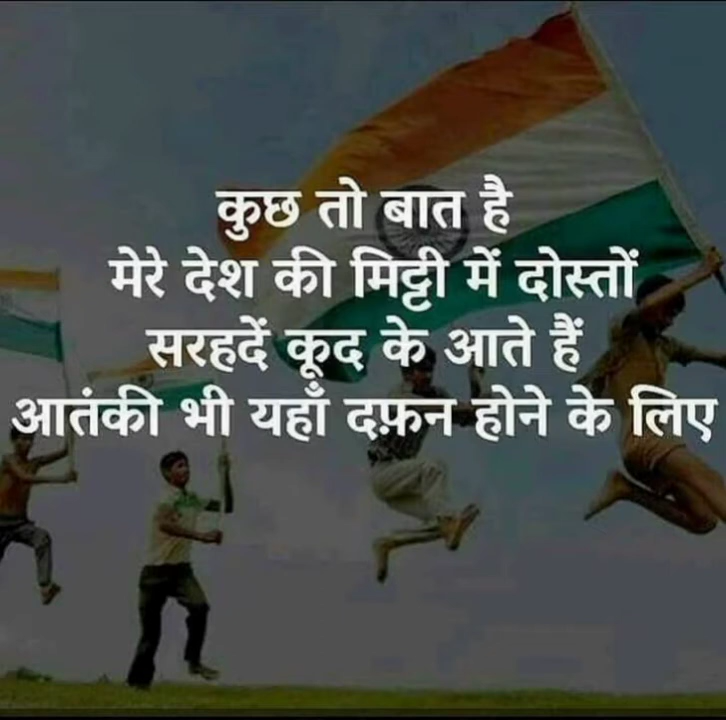 कुछ तो बात है
मेरे देश की मिट्टी में दोस्तों
सरहदें कूद के आते हैं
आतंकी भी यहाँ दफ़न होने के लिए